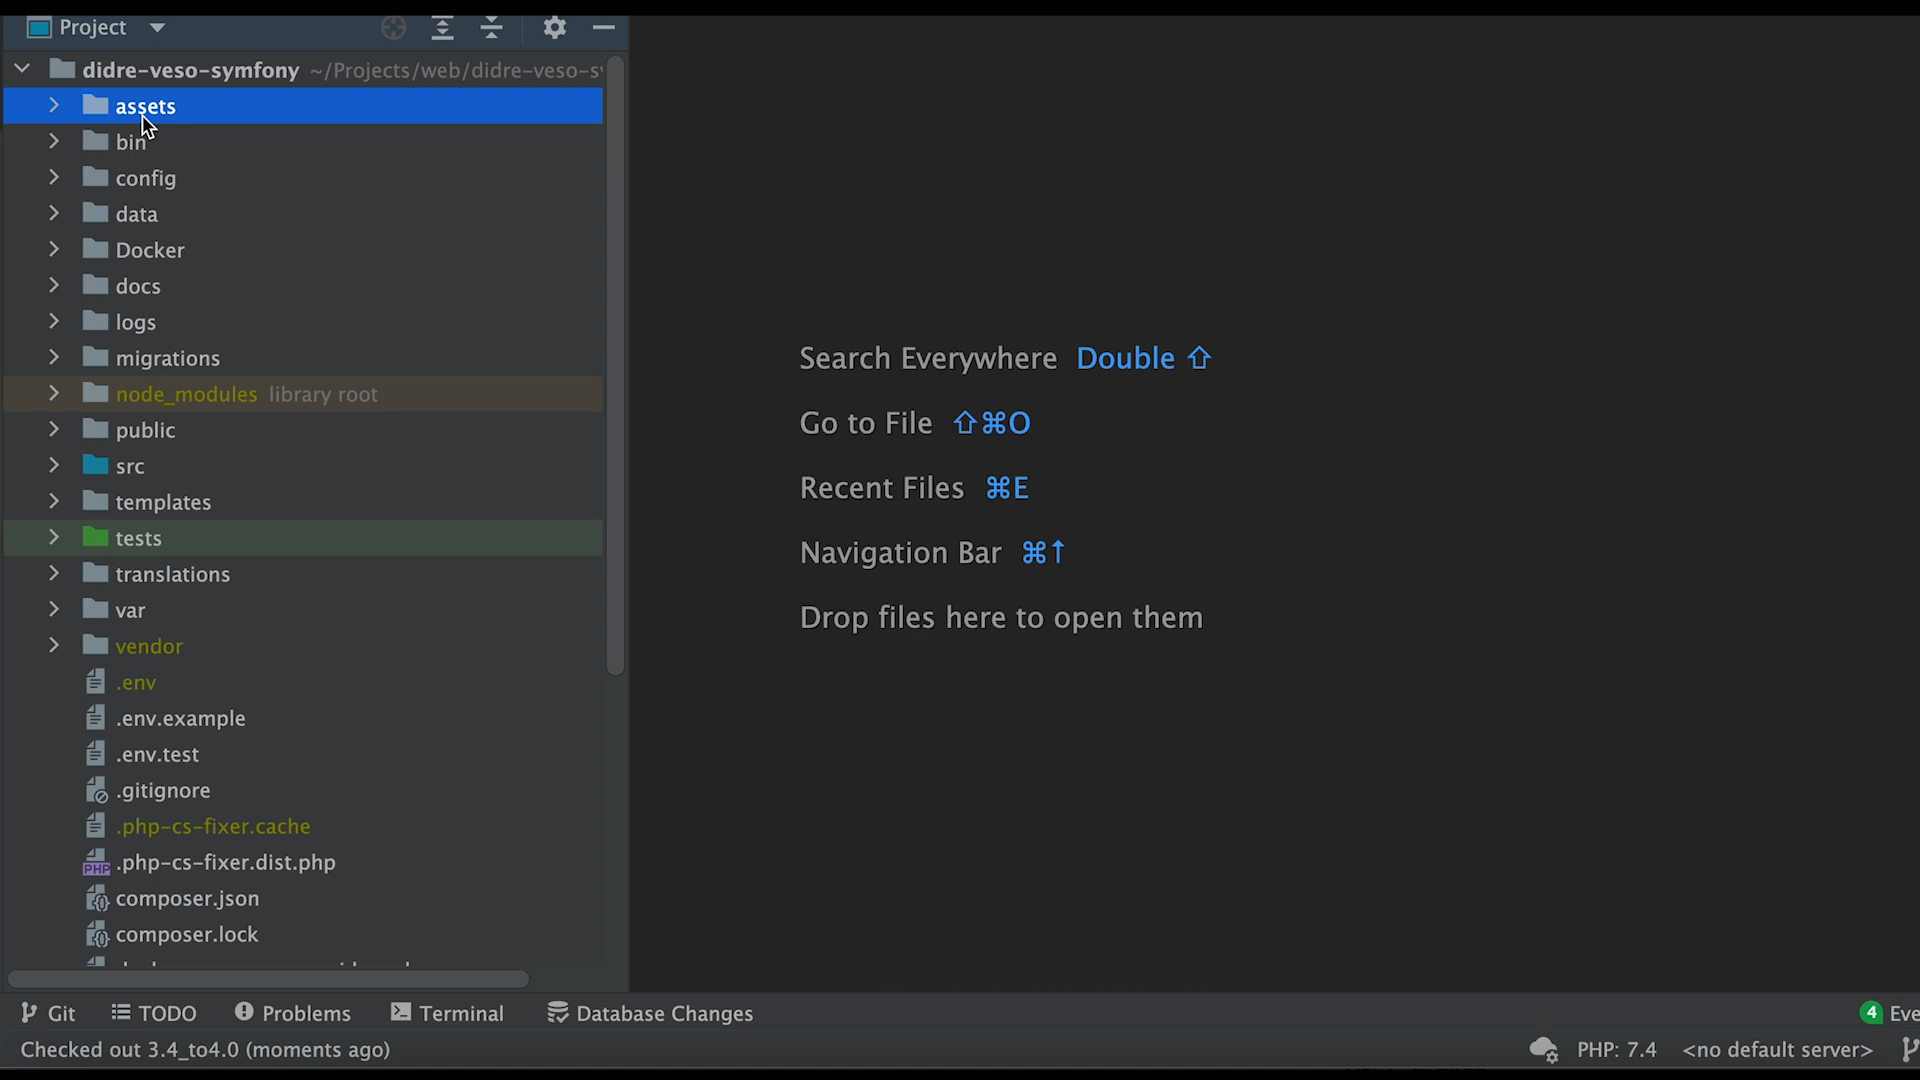 Project
didre-veso-symfony ~/Projects/web/didre-veso-s
assets
bin
config
data
Docker
docs
logs
migrations
node_modules library root
public
src
templates
tests
translations
var
vendor
.env
.env.example
.env.test
.gitignore
.php-cs-fixer.cache
PHP .php-cs-fixer.dist.php
composer.json
composer.lock
Search Everywhere Double ⇧
Go to File ⇧⌘O
Recent Files ⌘E
Navigation Bar ⌘↑
Drop files here to open them
Git TODO Problems Terminal Database Changes 4 Eve
Checked out 3.4_to4.0 (moments ago) PHP: 7.4 <no default server>